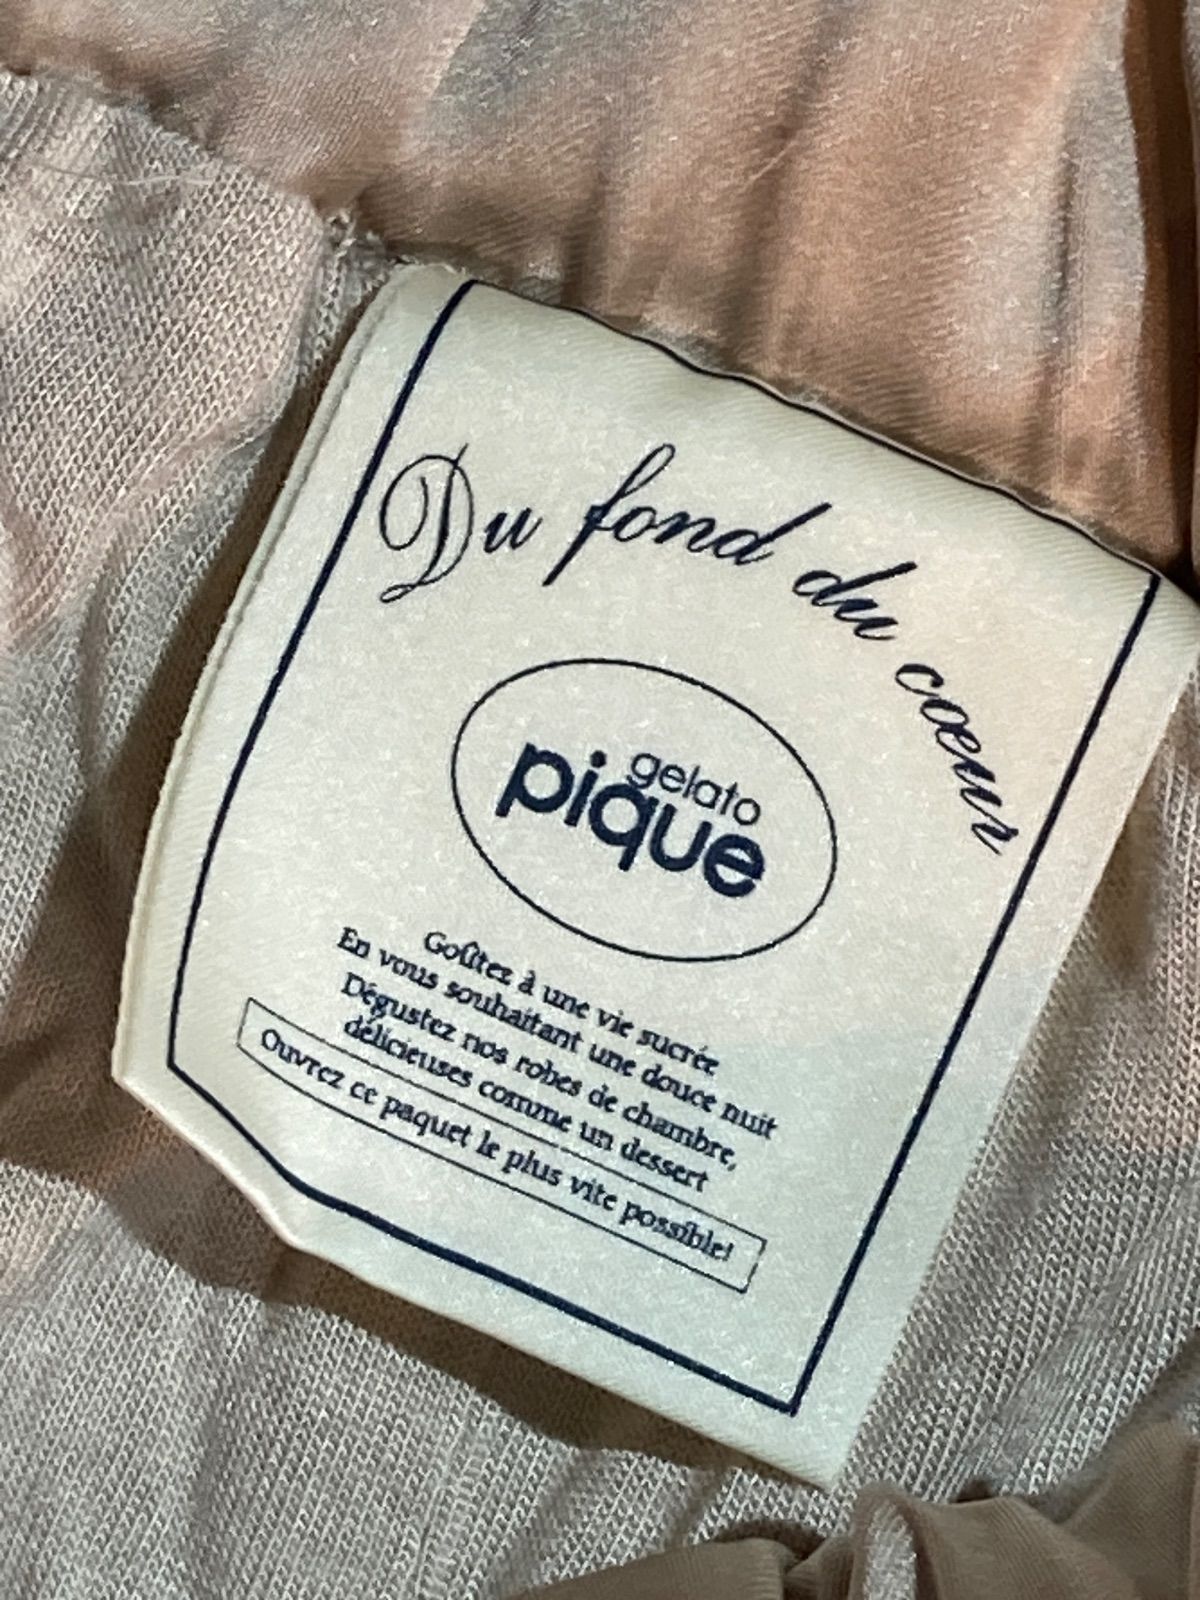 Du fond du cœur
gelato
pique
Goûtez à une vie sucrée
En vous souhaitant une douce nuit
Dégustez nos robes de chambre,
délicieuses comme un dessert
Ouvrez ce paquet le plus vite possible!